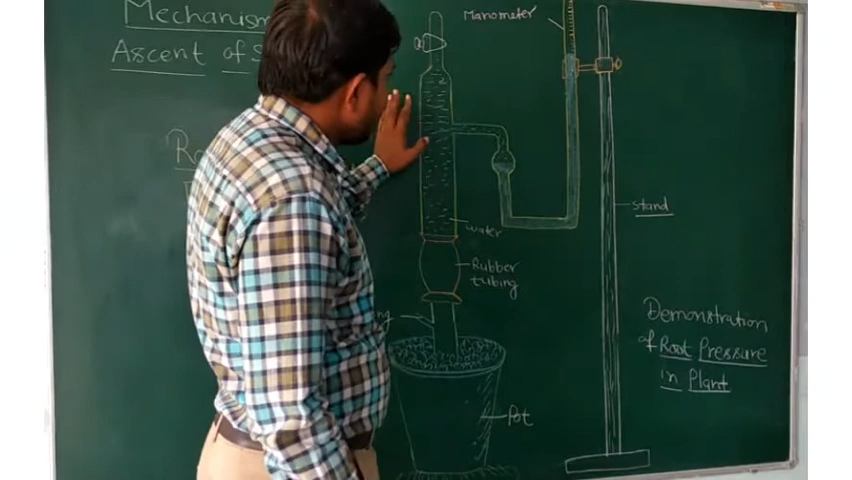 Mechanism
Ascent of S
Manometer
water
stand
Rubber
tubing
Demonstration
of Root Pressure
in Plant
Pot